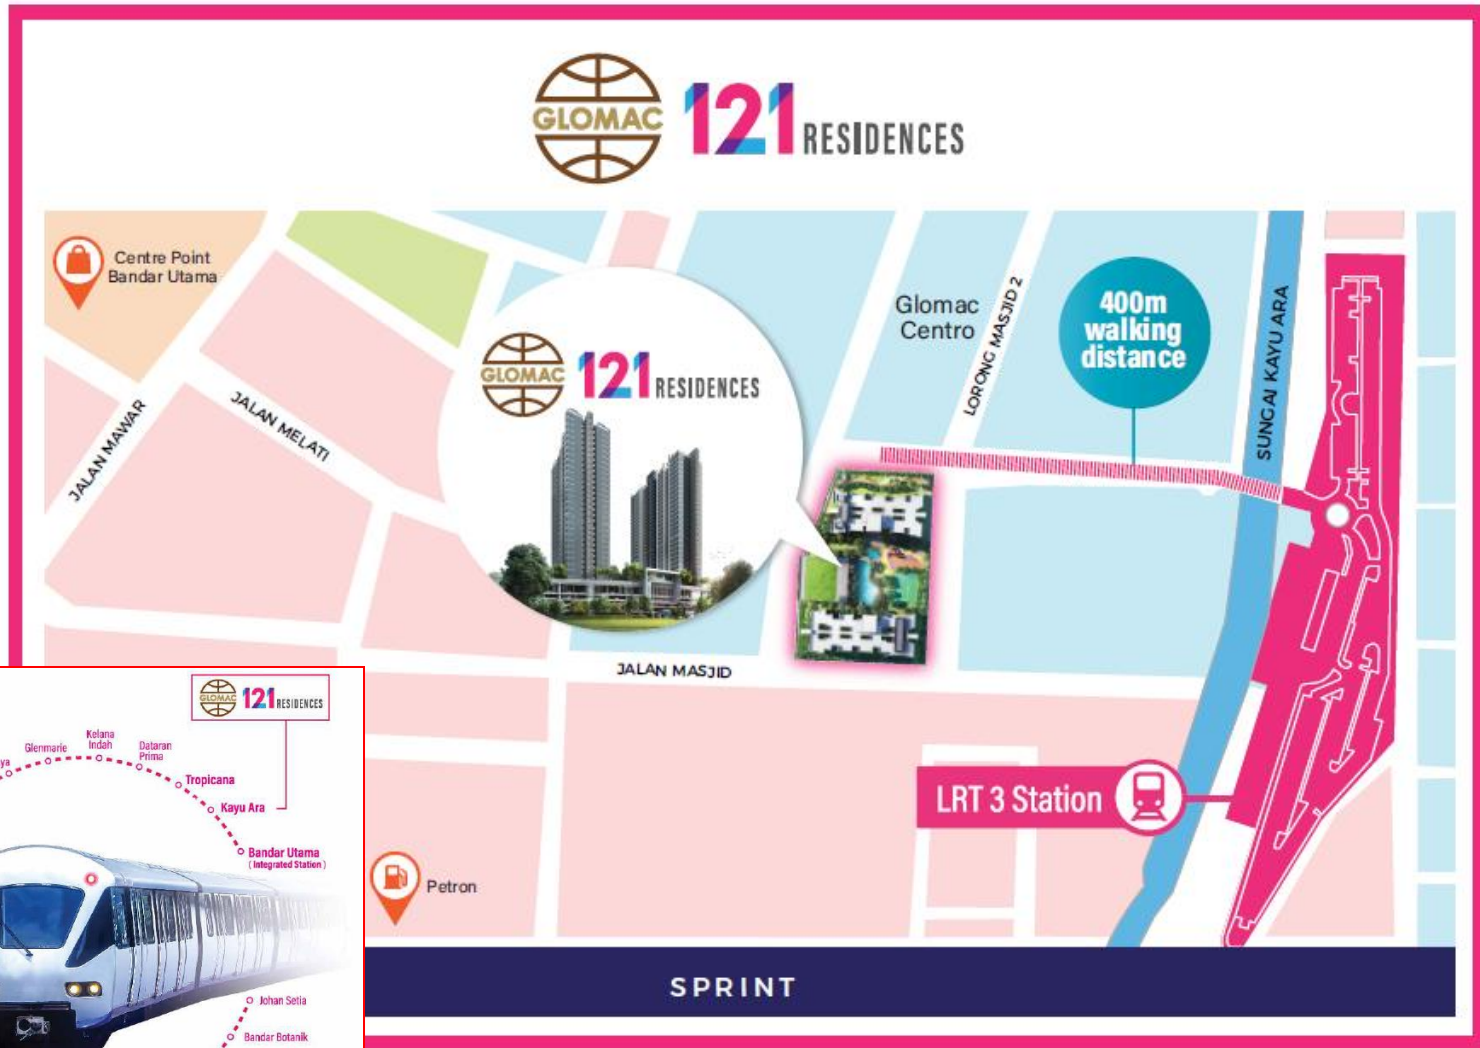 GLOMAC
121 RESIDENCES
Centre Point
Bandar Utama
JALAN MAWAR
JALAN MELATI
GLOMAC
121 RESIDENCES
Glomac
Centro
LORONG MASJID 2
400m
walking
distance
SUNGAI KAYU ARA
JALAN MASJID
LRT 3 Station
Petron
SPRINT
GLOMAC
121 RESIDENCES
Glenmarie
Kelana
Indah
Dataran
Prima
Tropicana
Kayu Ara
Bandar Utama
( Integrated Station )
Johan Setia
Bandar Botanik